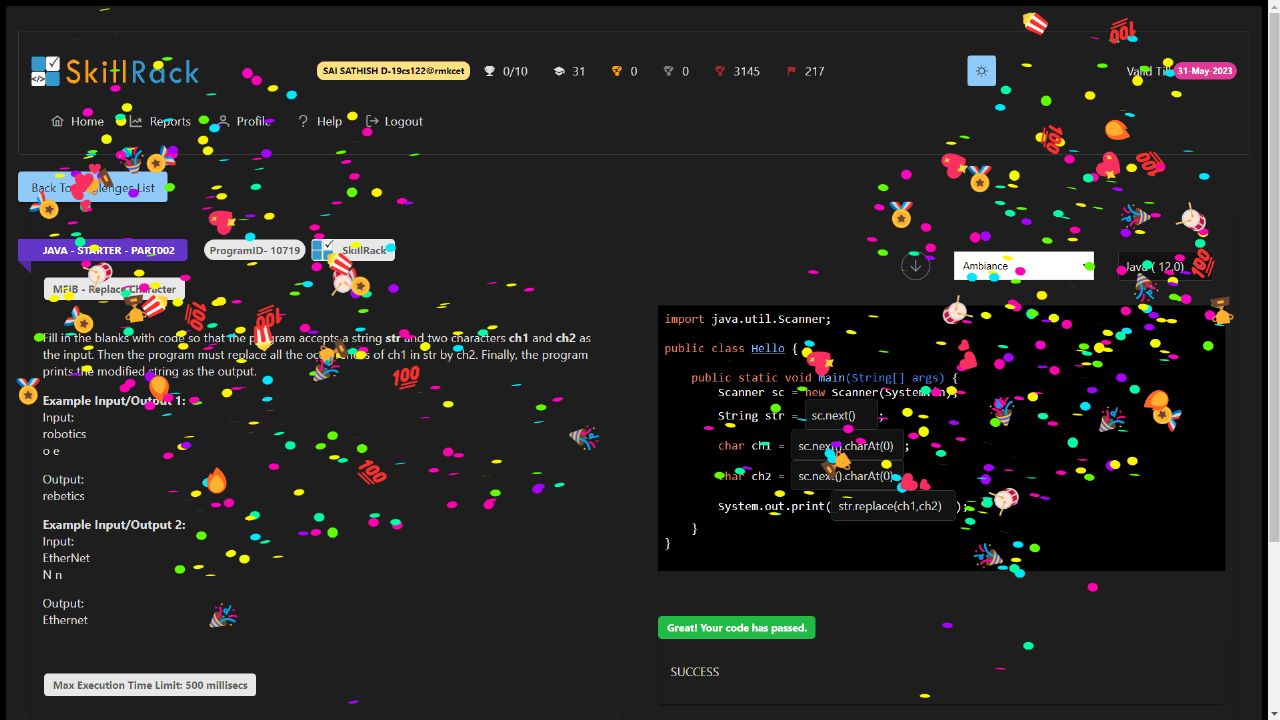 SkillRack
SAI SATHISH D-19cs122@rmkcet
0/10
31
0
0
3145
217
Valid Till
31-May-2023
Home
Reports
Profile
Help
Logout
Back To Challenges List
JAVA - STARTER - PART002
ProgramID- 10719
SkillRack
MFIB - Replace Character
Fill in the blanks with code so that the program accepts a string str and two characters ch1 and ch2 as
the input. Then the program must replace all the occurrences of ch1 in str by ch2. Finally, the program
prints the modified string as the output.
Example Input/Output 1:
Input:
robotics
o e
Output:
rebetics
Example Input/Output 2:
Input:
EtherNet
N n
Output:
Ethernet
Max Execution Time Limit: 500 millisecs
Ambiance
Java ( 12.0)
import java.util.Scanner;
public class Hello {
public static void main(String[] args) {
Scanner sc = new Scanner(System.in);
String str = sc.next() ;
char ch1 = sc.next().charAt(0) ;
char ch2 = sc.next().charAt(0) ;
System.out.print( str.replace(ch1,ch2) );
}
}
Great! Your code has passed.
SUCCESS